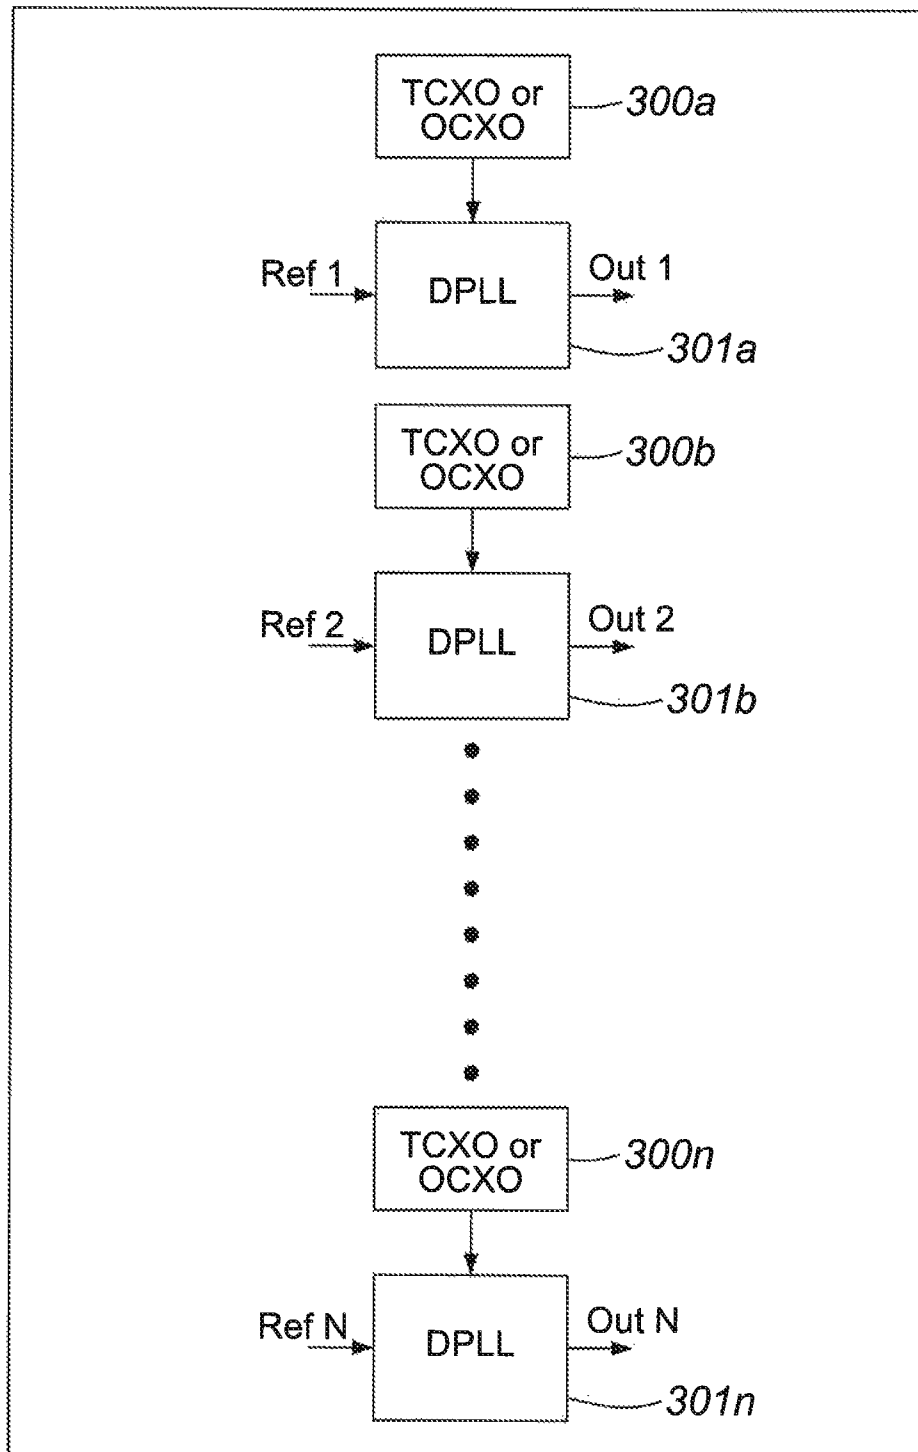 TCXO or
OCXO
300a
Ref 1
DPLL
Out 1
301a
TCXO or
OCXO
300b
Ref 2
DPLL
Out 2
301b
TCXO or
OCXO
300n
Ref N
DPLL
Out N
301n